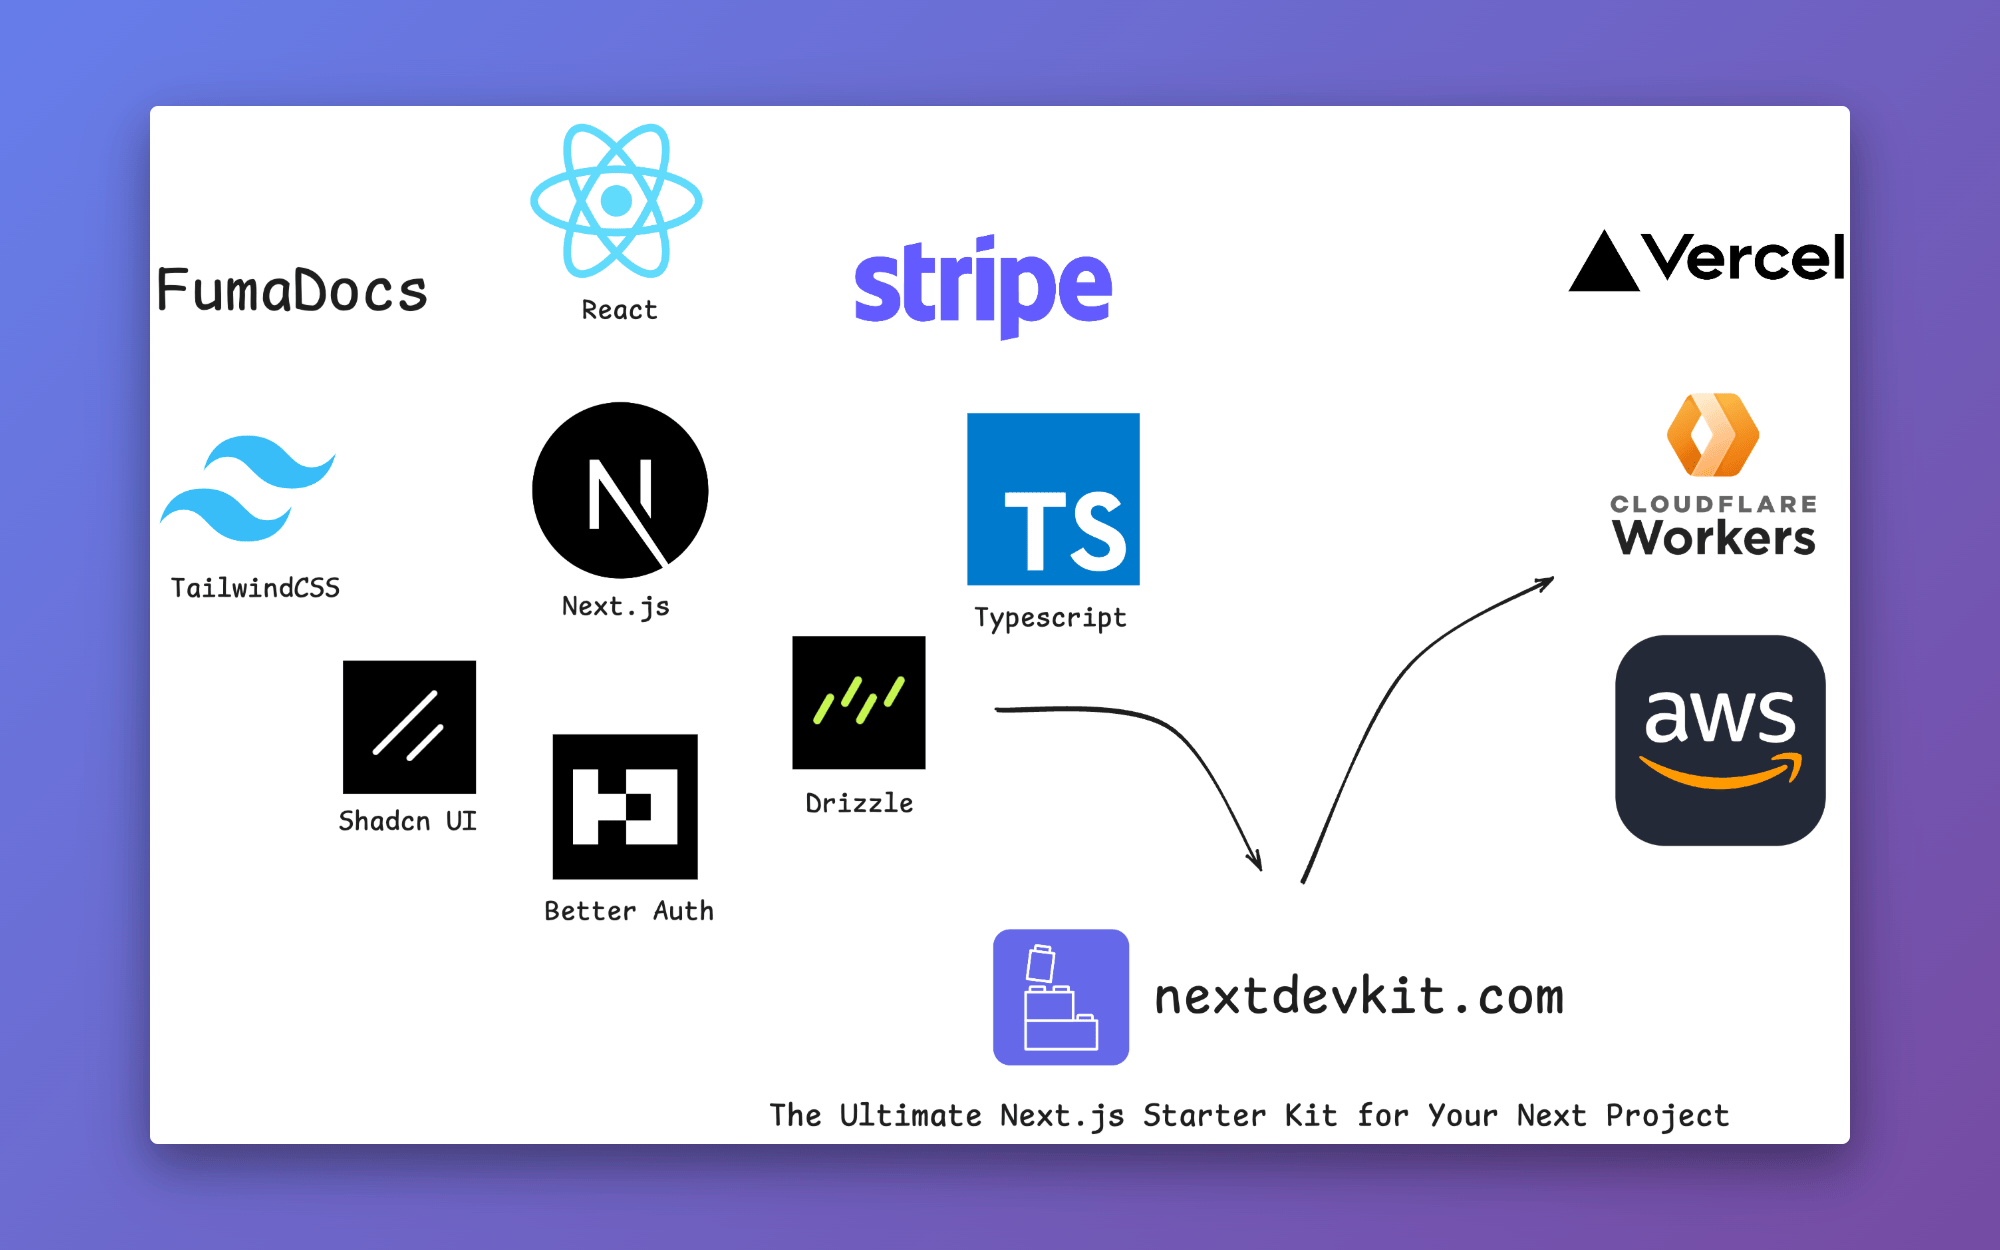 FumaDocs
React
stripe
Vercel
TailwindCSS
N
Next.js
TS
Typescript
CLOUDFLARE
Workers
Shadcn UI
Better Auth
Drizzle
aws
nextdevkit.com
The Ultimate Next.js Starter Kit for Your Next Project